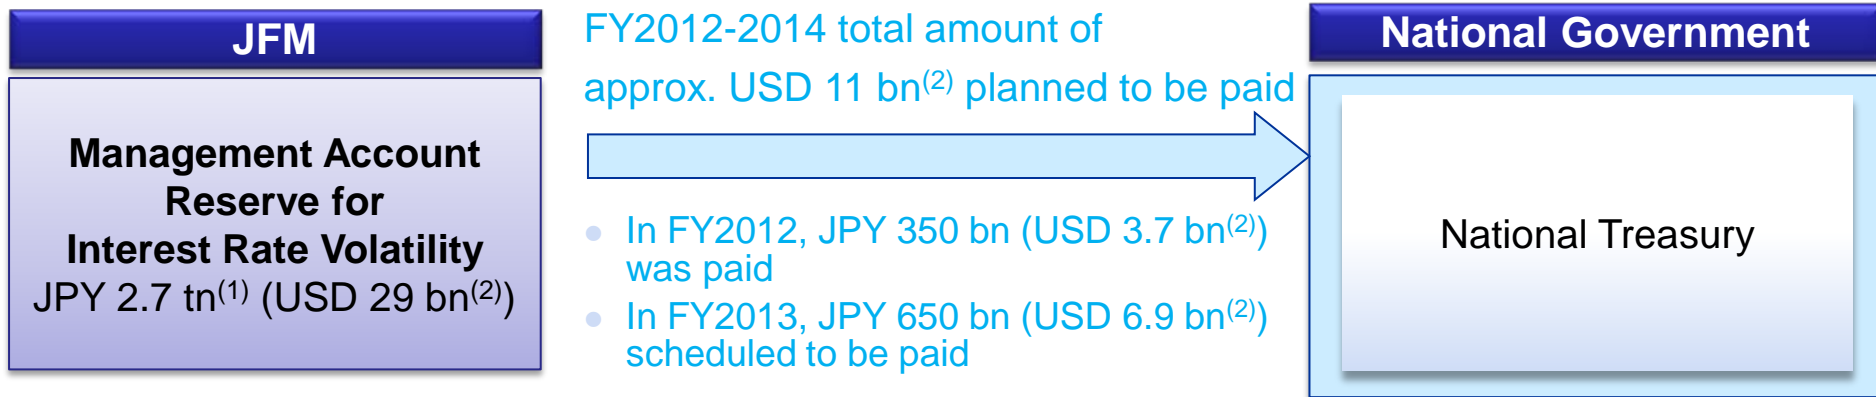 JFM
Management Account
Reserve for
Interest Rate Volatility
JPY 2.7 tn(1) (USD 29 bn(2))
FY2012-2014 total amount of
approx. USD 11 bn(2) planned to be paid
● In FY2012, JPY 350 bn (USD 3.7 bn(2))
was paid
● In FY2013, JPY 650 bn (USD 6.9 bn(2))
scheduled to be paid
National Government
National Treasury